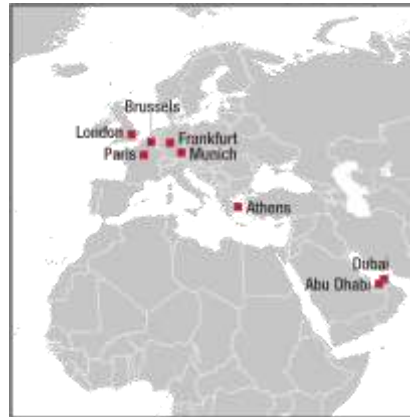 Brussels
London
Frankfurt
Paris
Munich
Athens
Dubai
Abu Dhabi